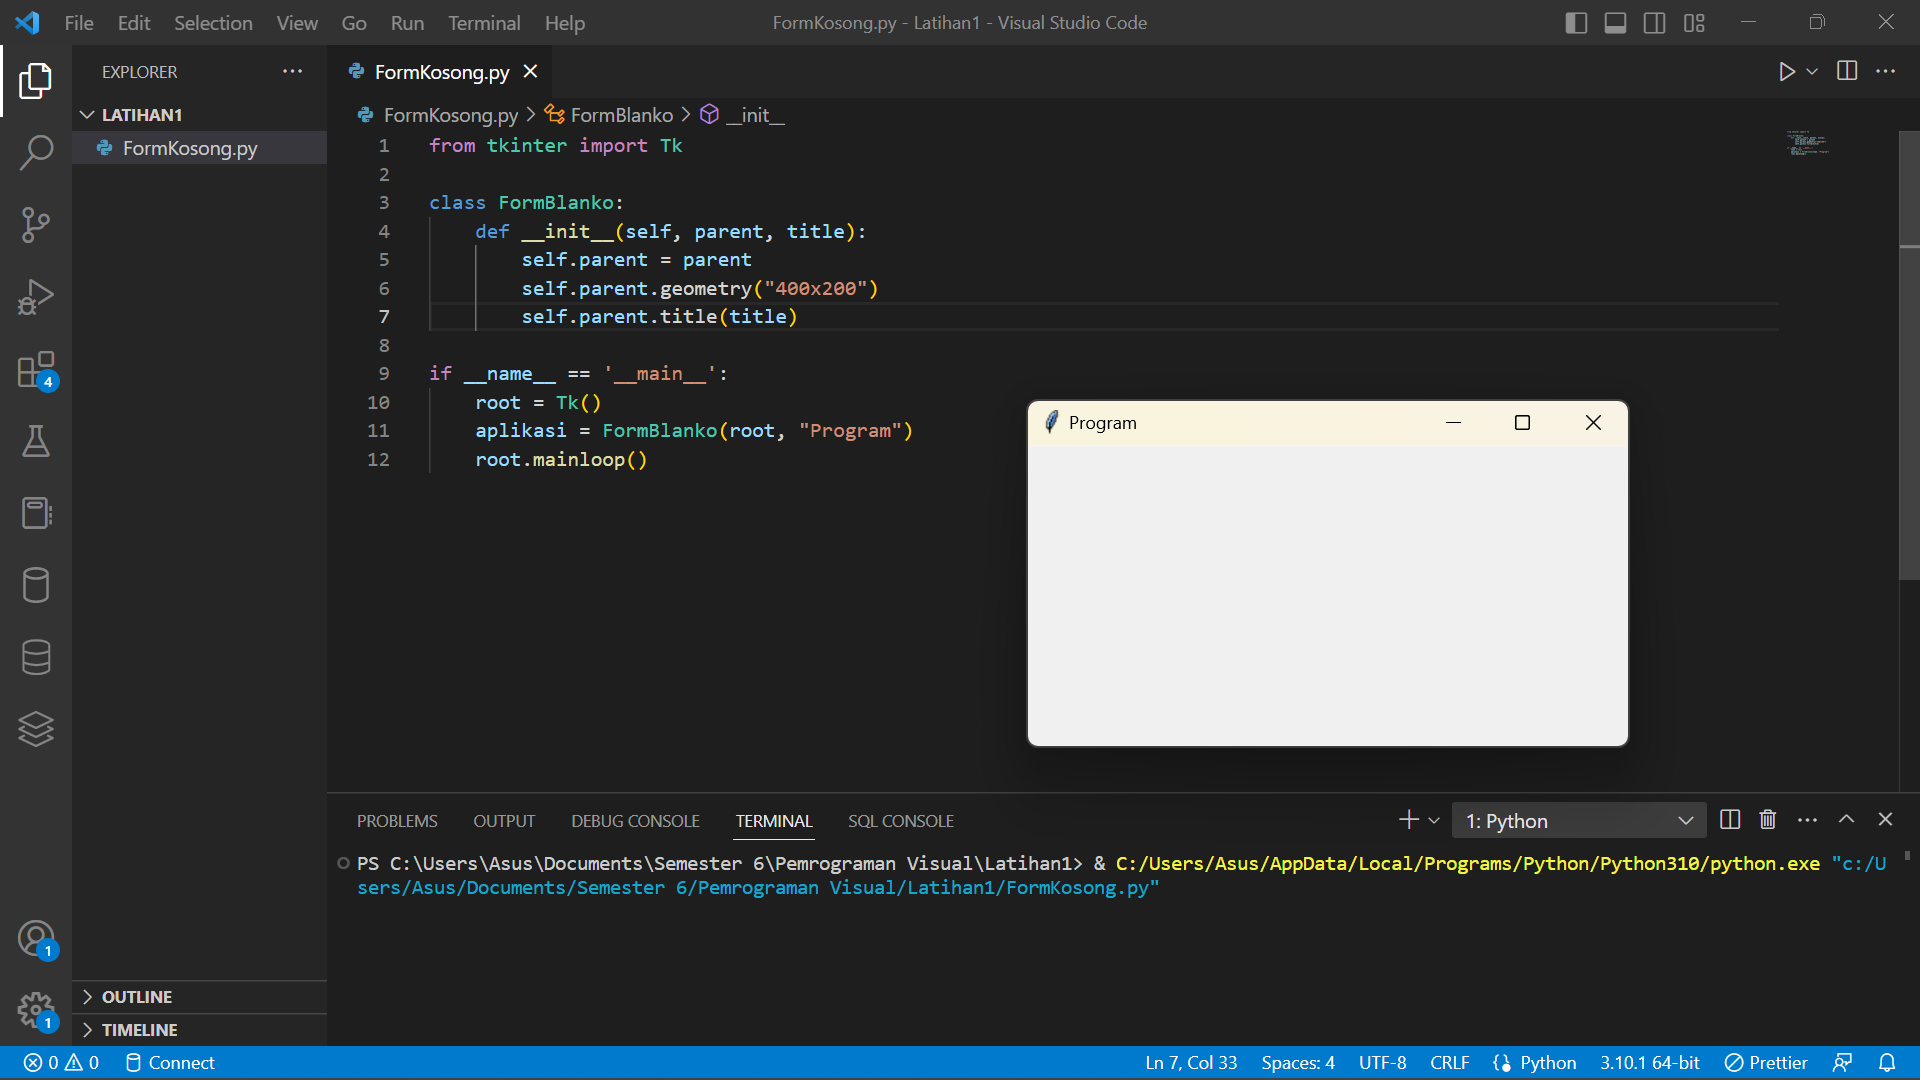 File Edit Selection View Go Run Terminal Help
FormKosong.py - Latihan1 - Visual Studio Code
EXPLORER
LATIHAN1
FormKosong.py
4
1
1
OUTLINE
TIMELINE
FormKosong.py
FormKosong.py > FormBlanko > __init__
1 from tkinter import Tk
2
3 class FormBlanko:
4 def __init__(self, parent, title):
5 self.parent = parent
6 self.parent.geometry("400x200")
7 self.parent.title(title)
8
9 if __name__ == '__main__':
10 root = Tk()
11 aplikasi = FormBlanko(root, "Program")
12 root.mainloop()
Program
PROBLEMS OUTPUT DEBUG CONSOLE TERMINAL SQL CONSOLE
1: Python
PS C:\Users\Asus\Documents\Semester 6\Pemrograman Visual\Latihan1> & C:/Users/Asus/AppData/Local/Programs/Python/Python310/python.exe "c:/U
sers/Asus/Documents/Semester 6/Pemrograman Visual/Latihan1/FormKosong.py"
0 0 Connect
Ln 7, Col 33 Spaces: 4 UTF-8 CRLF Python 3.10.1 64-bit Prettier